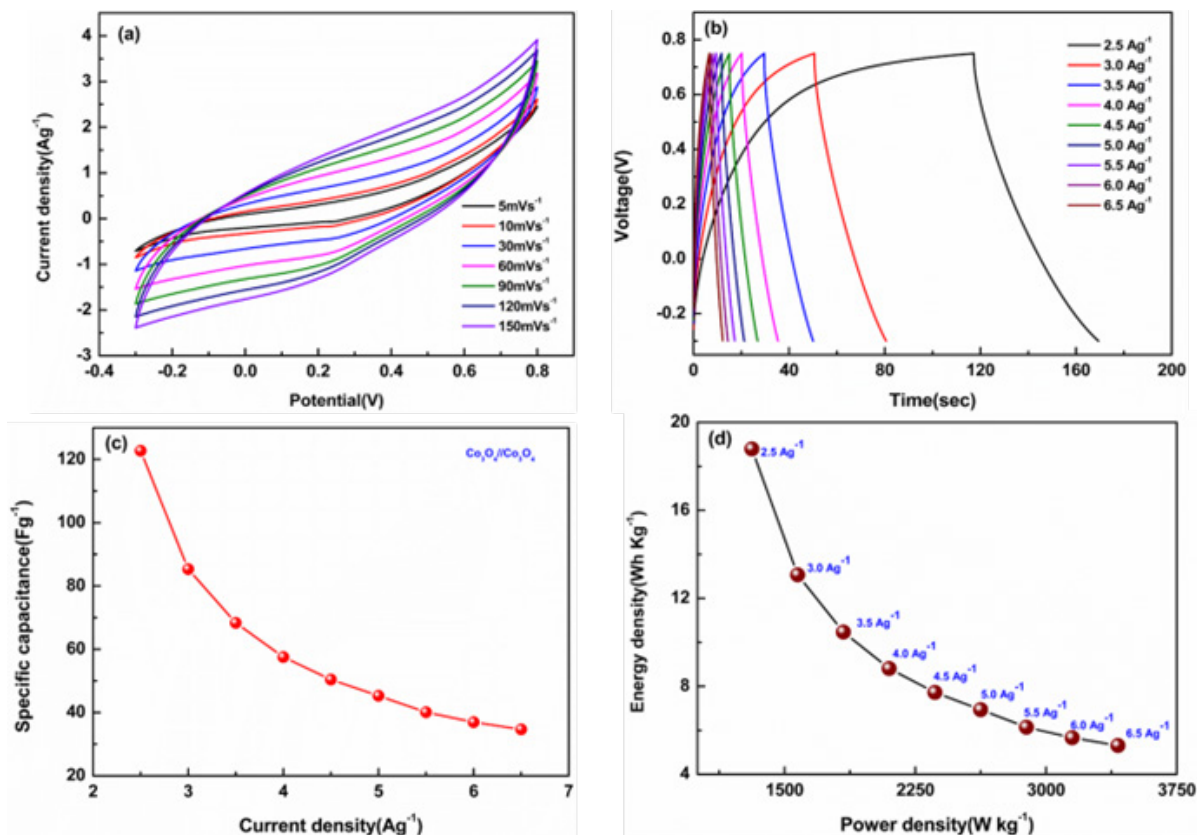 (a)
4
3
2
1
0
-1
-2
-3
Current density(Ag⁻¹)
5mVs⁻¹
10mVs⁻¹
30mVs⁻¹
60mVs⁻¹
90mVs⁻¹
120mVs⁻¹
150mVs⁻¹
-0.4 -0.2 0.0 0.2 0.4 0.6 0.8
Potential(V)
(b)
0.8
0.6
0.4
0.2
0.0
-0.2
Voltage(V)
2.5 Ag⁻¹
3.0 Ag⁻¹
3.5 Ag⁻¹
4.0 Ag⁻¹
4.5 Ag⁻¹
5.0 Ag⁻¹
5.5 Ag⁻¹
6.0 Ag⁻¹
6.5 Ag⁻¹
0 40 80 120 160 200
Time(sec)
(c)
120
100
80
60
40
20
Specific capacitance(Fg⁻¹)
Co₃O₄//Co₃O₄
2 3 4 5 6 7
Current density(Ag⁻¹)
(d)
20
16
12
8
4
Energy density(Wh Kg⁻¹)
2.5 Ag⁻¹
3.0 Ag⁻¹
3.5 Ag⁻¹
4.0 Ag⁻¹
4.5 Ag⁻¹
5.0 Ag⁻¹
5.5 Ag⁻¹
6.0 Ag⁻¹
6.5 Ag⁻¹
1500 2250 3000 3750
Power density(W kg⁻¹)